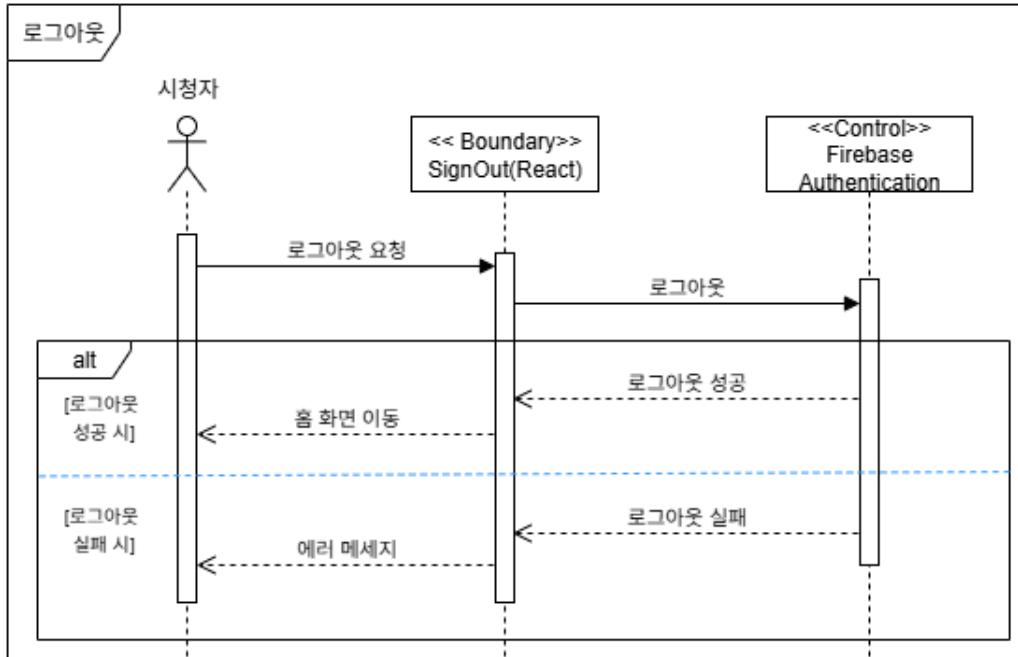 로그아웃
시청자
<< Boundary>>
SignOut(React)
<<Control>>
Firebase
Authentication
로그아웃 요청
로그아웃
alt
[로그아웃
성공 시]
로그아웃 성공
홈 화면 이동
[로그아웃
실패 시]
로그아웃 실패
에러 메세지